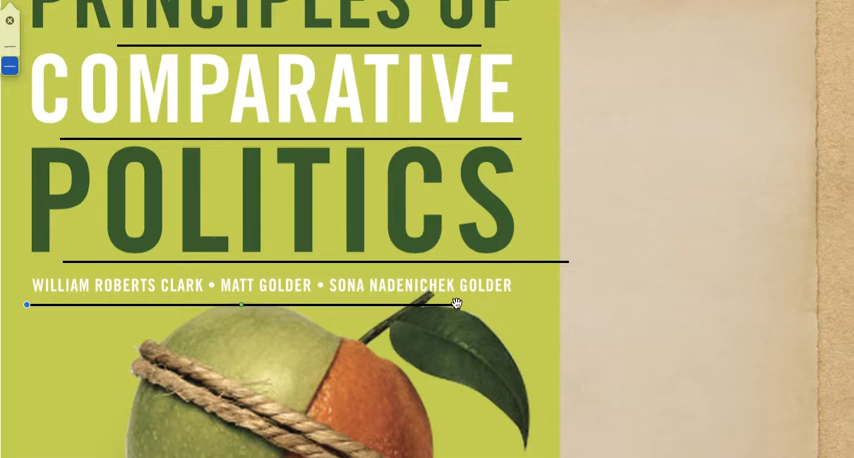 PRINCIPLES OF
COMPARATIVE
POLITICS
WILLIAM ROBERTS CLARK • MATT GOLDER • SONA NADENICHEK GOLDER